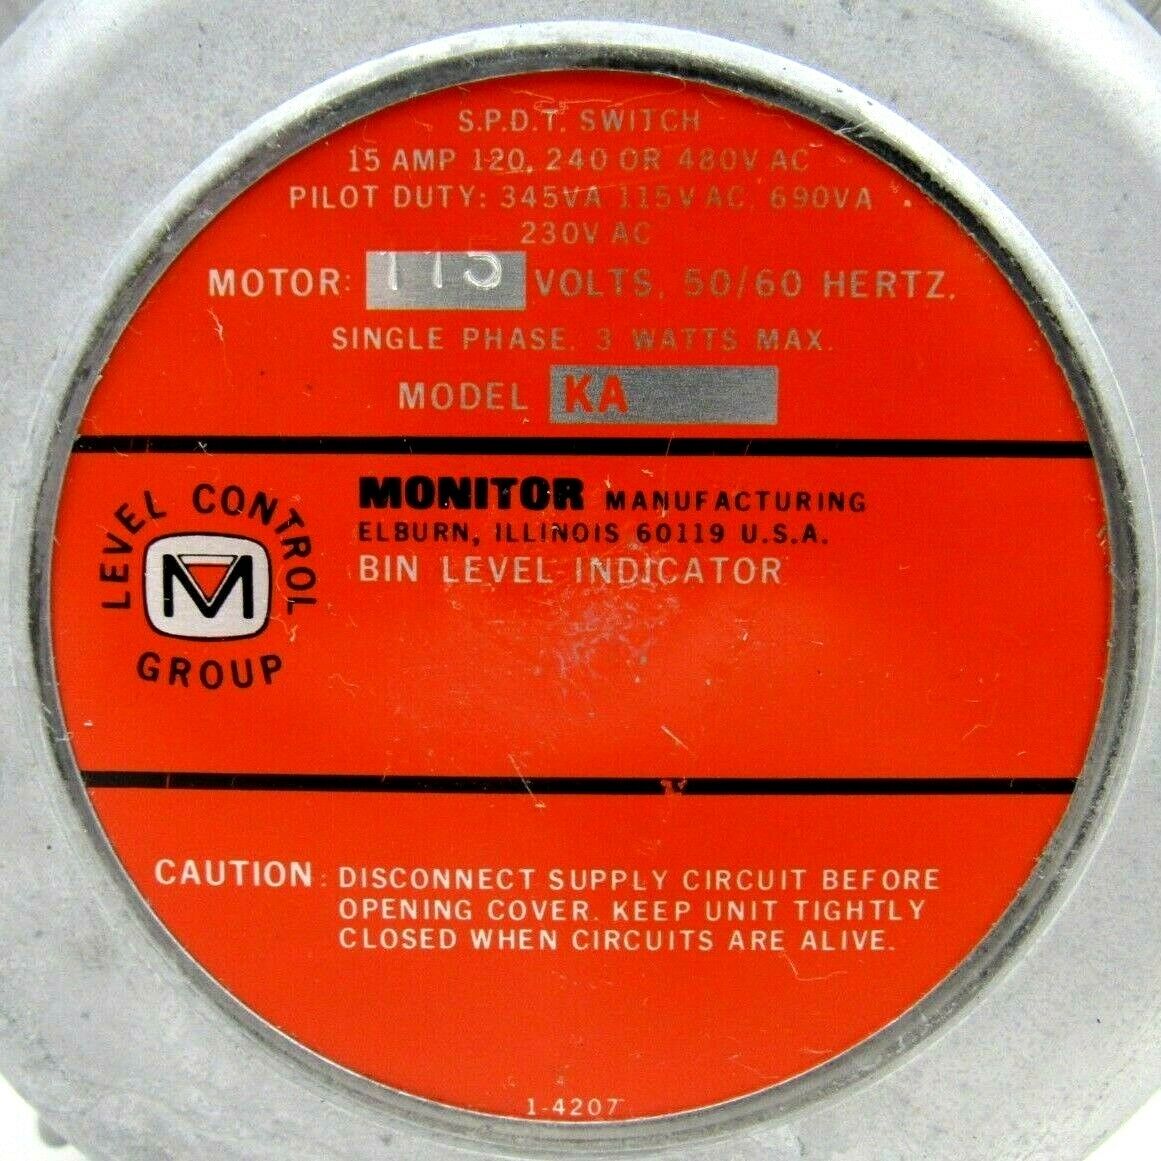 S.P.D.T. SWITCH
15 AMP 120, 240 OR 480V AC
PILOT DUTY: 345VA 115V AC, 690VA
230V AC
MOTOR: 115 VOLTS, 50/60 HERTZ.
SINGLE PHASE. 3 WATTS MAX.
MODEL KA
LEVEL CONTROL
GROUP
M
MONITOR MANUFACTURING
ELBURN, ILLINOIS 60119 U.S.A.
BIN LEVEL INDICATOR
CAUTION: DISCONNECT SUPPLY CIRCUIT BEFORE
OPENING COVER. KEEP UNIT TIGHTLY
CLOSED WHEN CIRCUITS ARE ALIVE.
1-4207